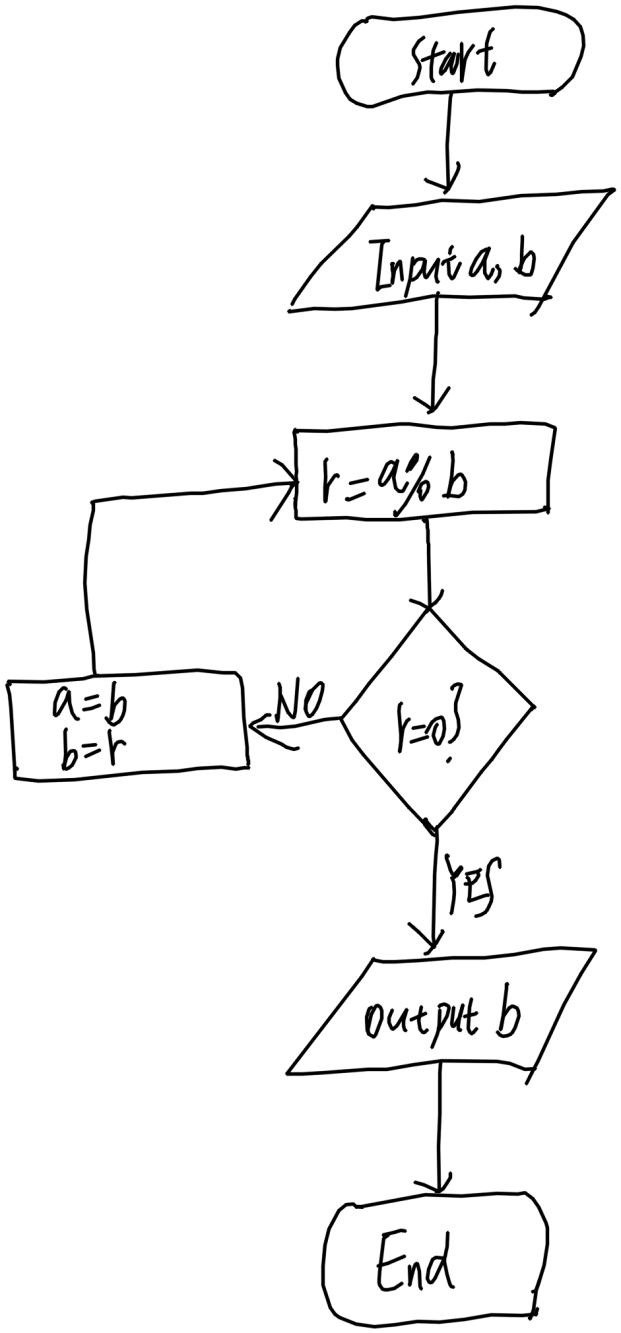 Start
Input a, b
r=a%b
r=0?
NO
a=b
b=r
YES
output b
End